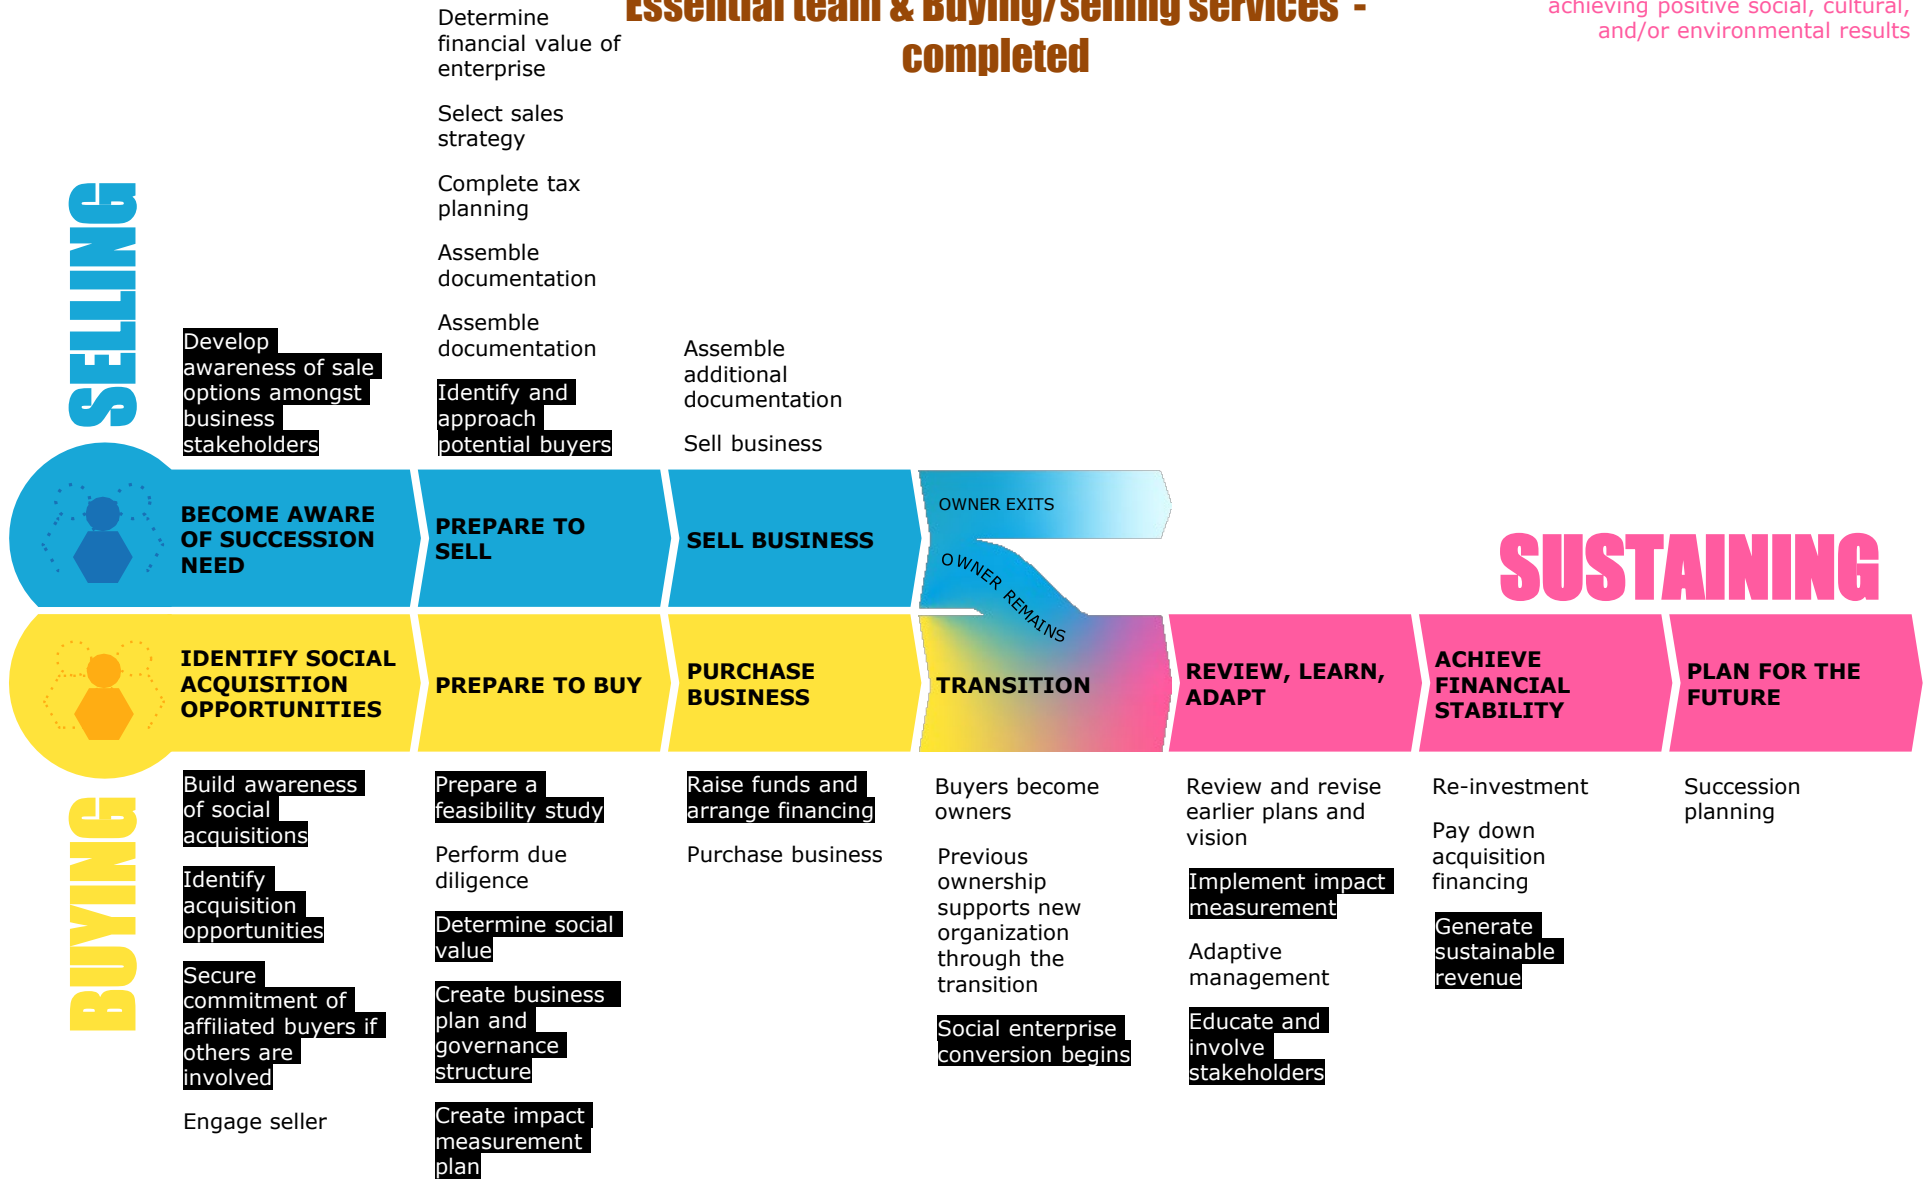 Essential team & Buying/selling services -
completed
achieving positive social, cultural,
and/or environmental results
SELLING
Develop
awareness of sale
options amongst
business
stakeholders
Determine
financial value of
enterprise
Select sales
strategy
Complete tax
planning
Assemble
documentation
Assemble
documentation
Identify and
approach
potential buyers
Assemble
additional
documentation
Sell business
BECOME AWARE
OF SUCCESSION
NEED
PREPARE TO
SELL
SELL BUSINESS
OWNER EXITS
OWNER REMAINS
SUSTAINING
IDENTIFY SOCIAL
ACQUISITION
OPPORTUNITIES
PREPARE TO BUY
PURCHASE
BUSINESS
TRANSITION
REVIEW, LEARN,
ADAPT
ACHIEVE
FINANCIAL
STABILITY
PLAN FOR THE
FUTURE
BUYING
Build awareness
of social
acquisitions
Identify
acquisition
opportunities
Secure
commitment of
affiliated buyers if
others are
involved
Engage seller
Prepare a
feasibility study
Perform due
diligence
Determine social
value
Create business
plan and
governance
structure
Create impact
measurement
plan
Raise funds and
arrange financing
Purchase business
Buyers become
owners
Previous
ownership
supports new
organization
through the
transition
Social enterprise
conversion begins
Review and revise
earlier plans and
vision
Implement impact
measurement
Adaptive
management
Educate and
involve
stakeholders
Re-investment
Pay down
acquisition
financing
Generate
sustainable
revenue
Succession
planning